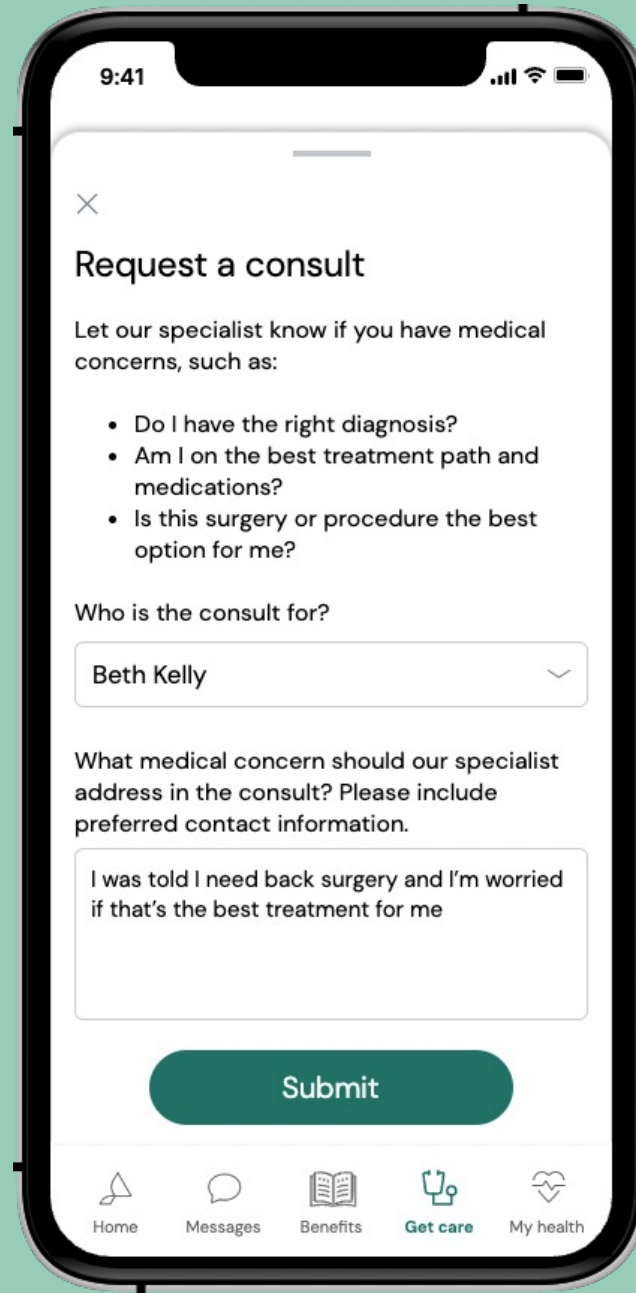 9:41
Request a consult
Let our specialist know if you have medical
concerns, such as:
• Do I have the right diagnosis?
• Am I on the best treatment path and
medications?
• Is this surgery or procedure the best
option for me?
Who is the consult for?
Beth Kelly
What medical concern should our specialist
address in the consult? Please include
preferred contact information.
I was told I need back surgery and I'm worried
if that's the best treatment for me
Submit
Home Messages Benefits Get care My health